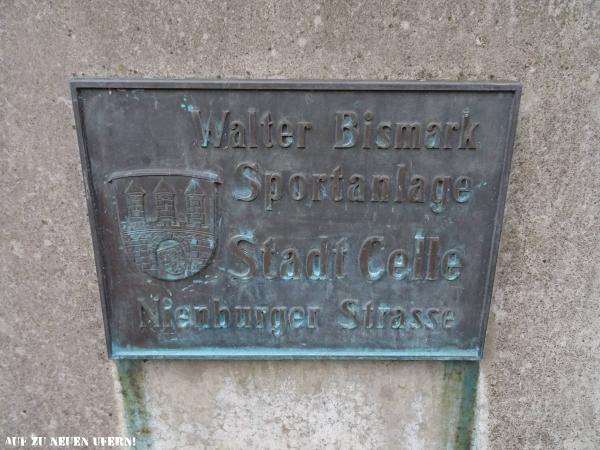 Walter Bismark
Sportanlage
Stadt Celle
Nienburger Strasse
AUF ZU NEUEN UFERN!